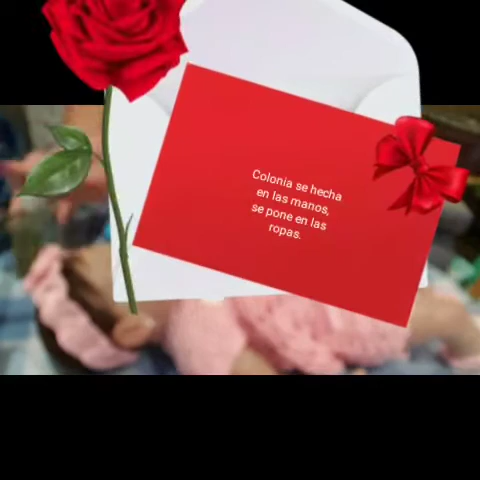 Colonia se hecha
en las manos,
se pone en las
ropas.